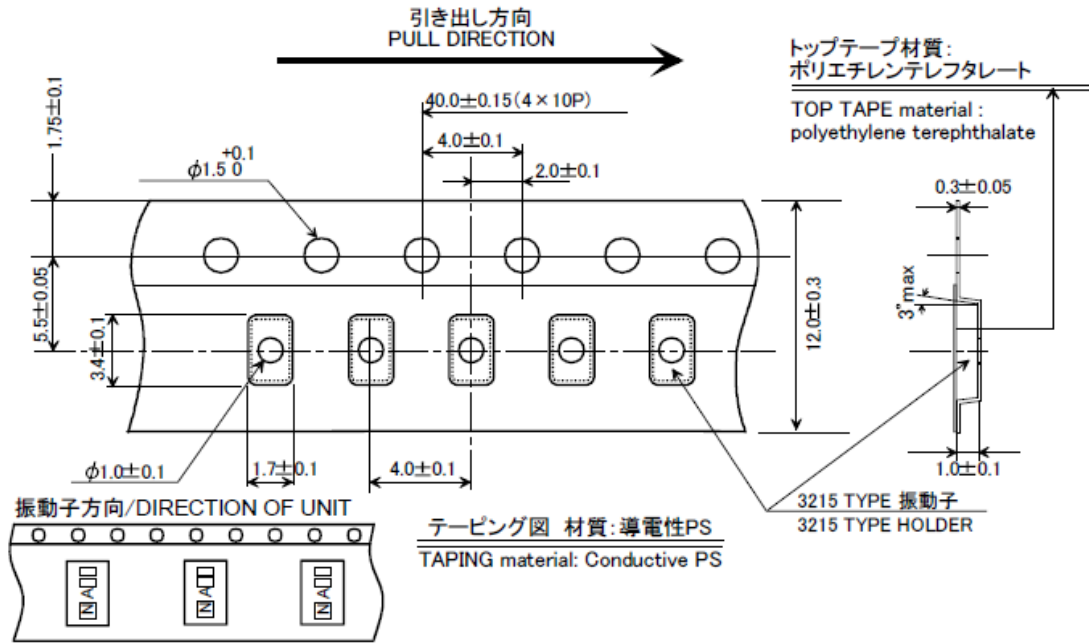 引き出し方向
PULL DIRECTION
トップテープ材質:
ポリエチレンテレフタレート
TOP TAPE material :
polyethylene terephthalate
1.75±0.1
40.0±0.15(4×10P)
4.0±0.1
+0.1
φ1.5 0
2.0±0.1
0.3±0.05
5.5±0.05
3.4±0.1
12.0±0.3
3°max
φ1.0±0.1
1.7±0.1
4.0±0.1
1.0±0.1
振動子方向/DIRECTION OF UNIT
テーピング図 材質:導電性PS
TAPING material: Conductive PS
3215 TYPE 振動子
3215 TYPE HOLDER
N A
N A
N A